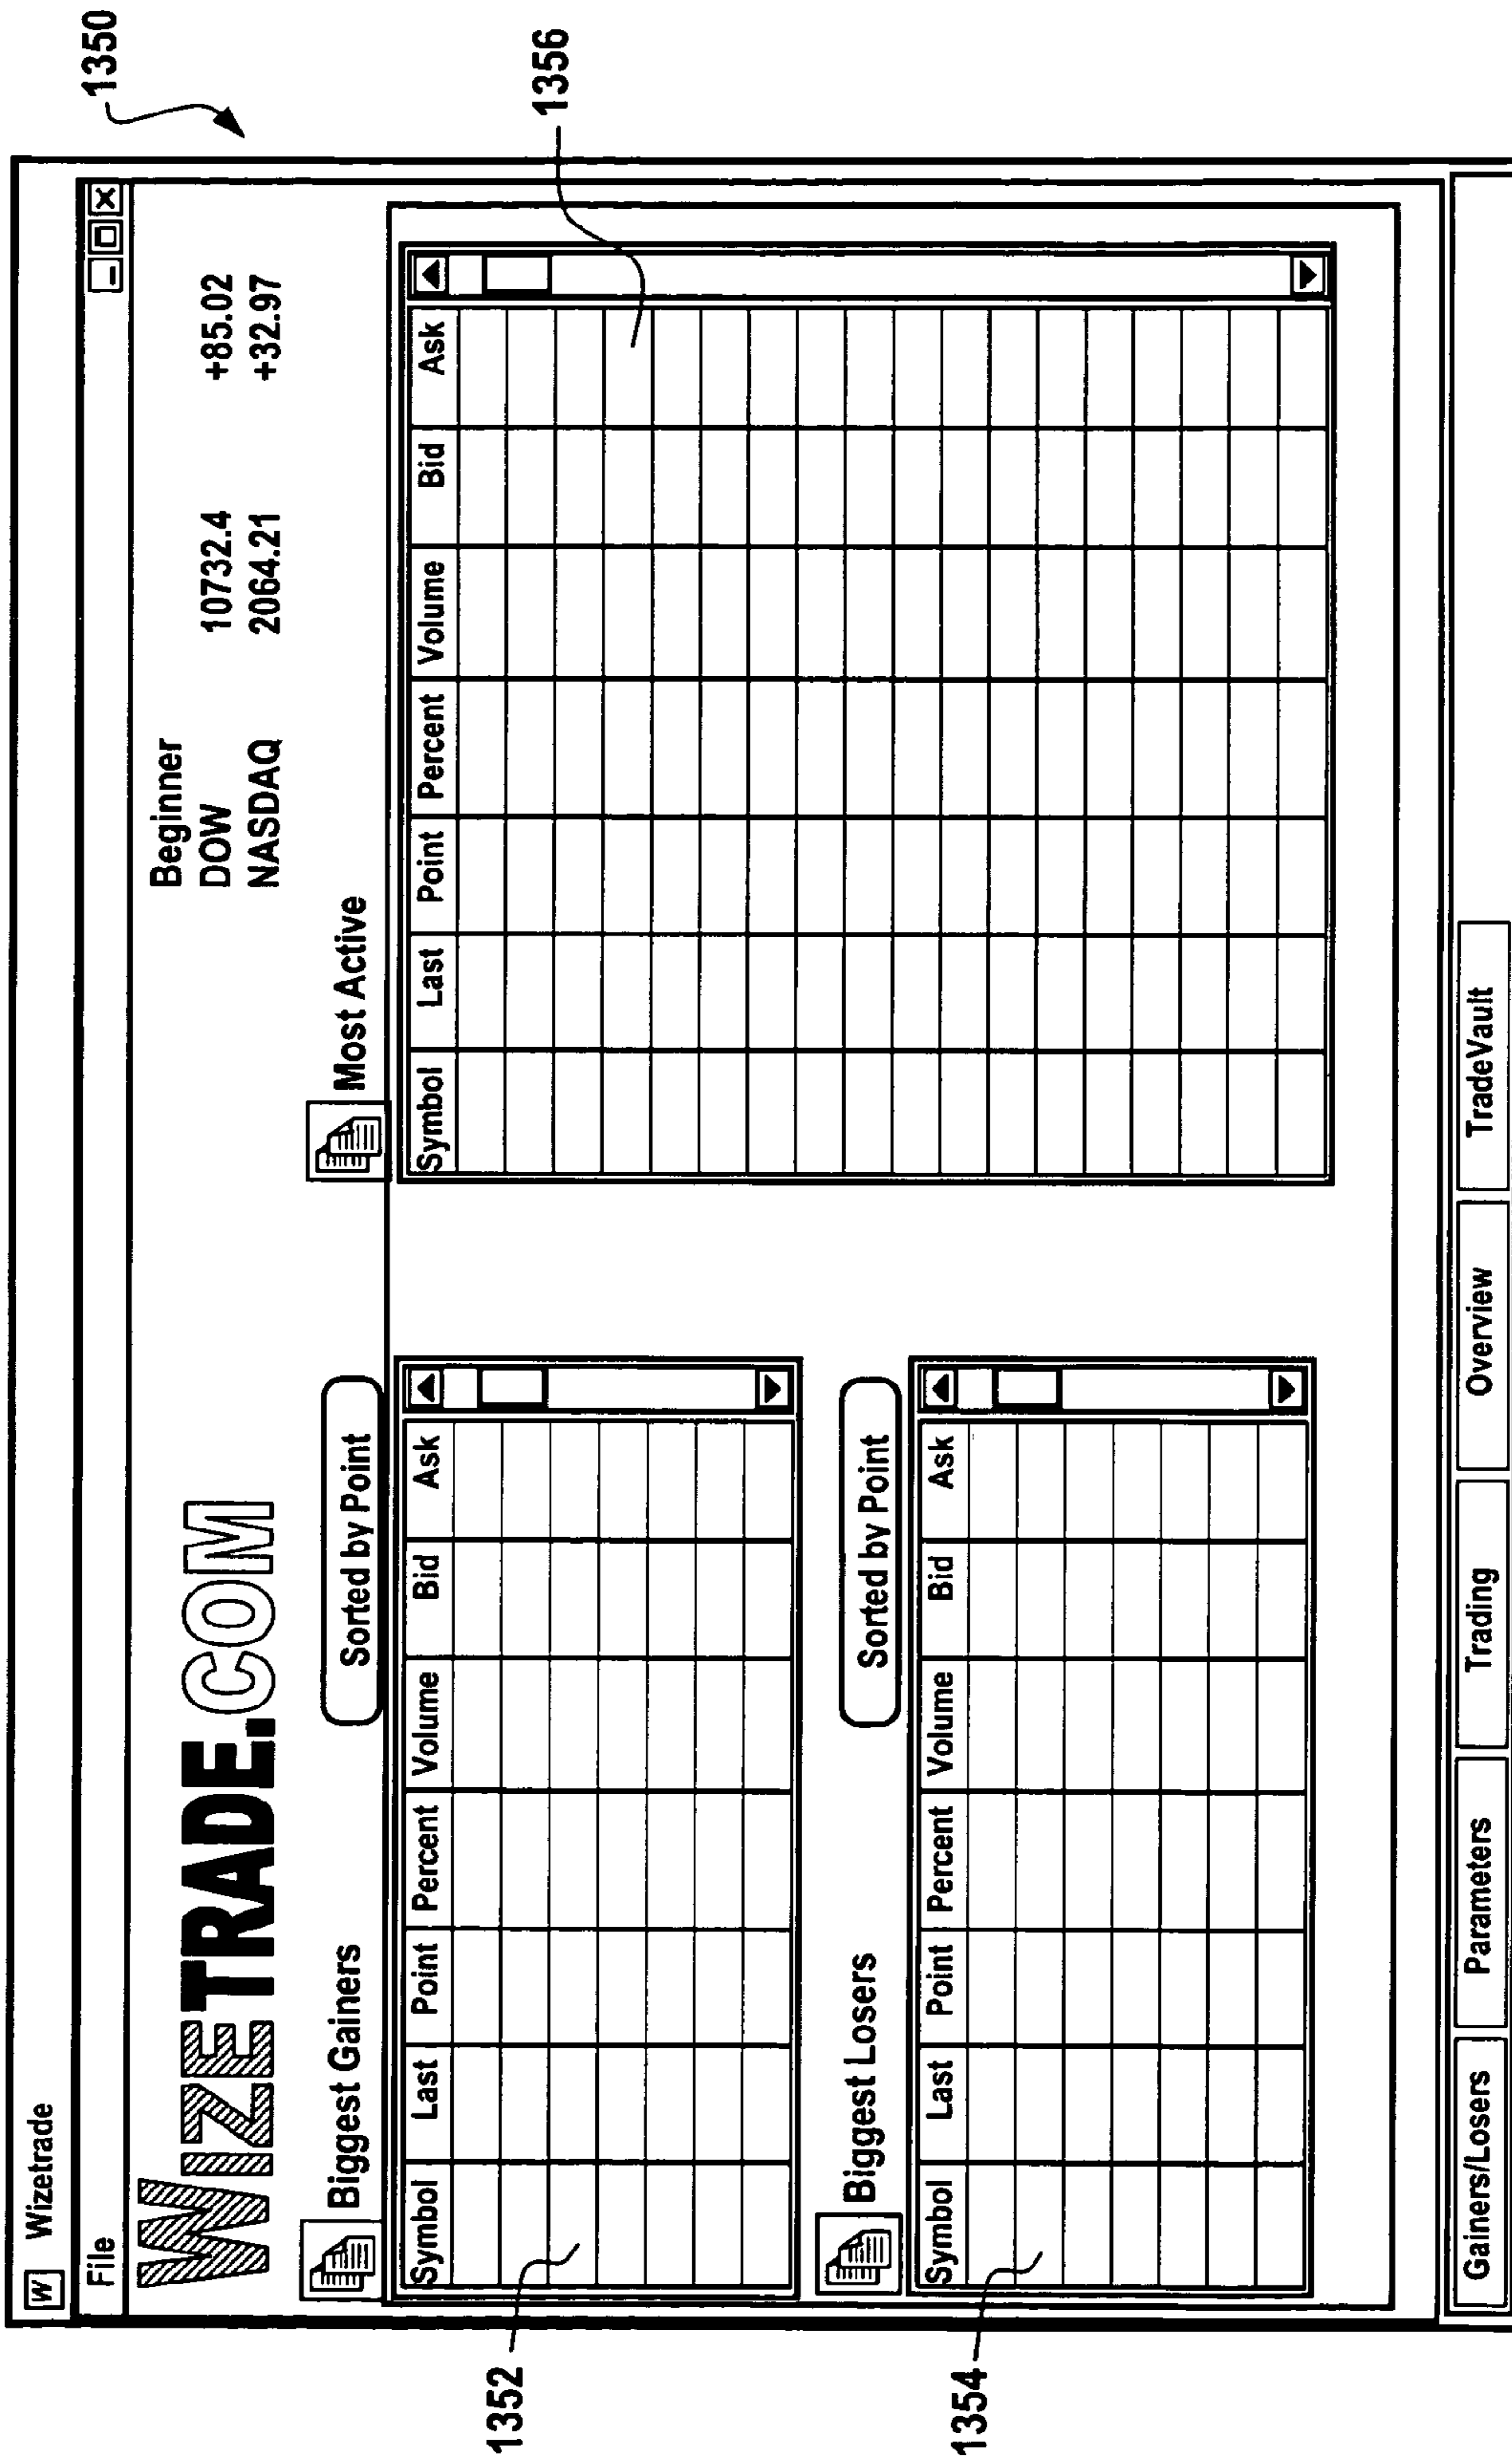 1350
W Wizetrade
File
WIZETRADE.COM
Beginner
DOW 10732.4 +85.02
NASDAQ 2064.21 +32.97
Biggest Gainers
Sorted by Point
Symbol Last Point Percent Volume Bid Ask
1352
Biggest Losers
Sorted by Point
Symbol Last Point Percent Volume Bid Ask
1354
Most Active
Symbol Last Point Percent Volume Bid Ask
1356
Gainers/Losers Parameters Trading Overview TradeVault